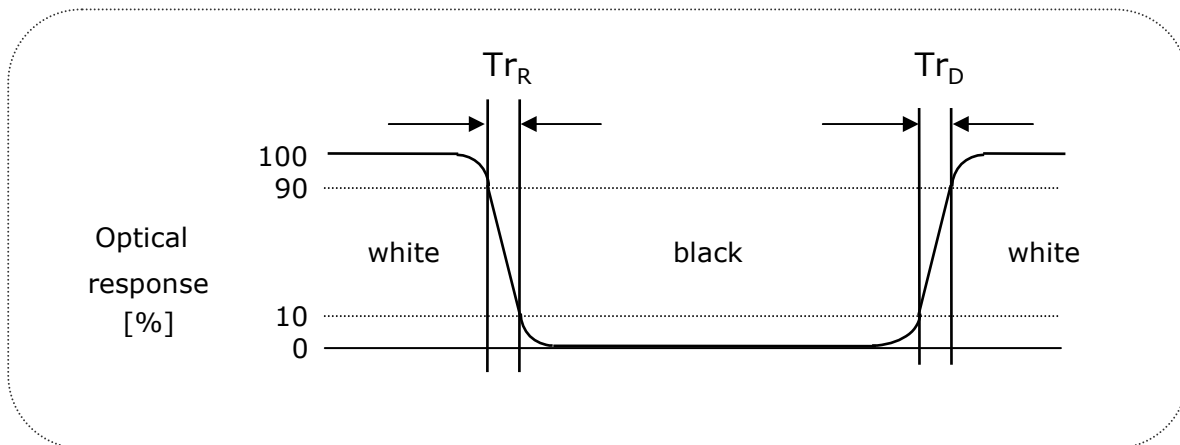 Tr_R Tr_D
100
90
Optical
response
[%]
white black white
10
0